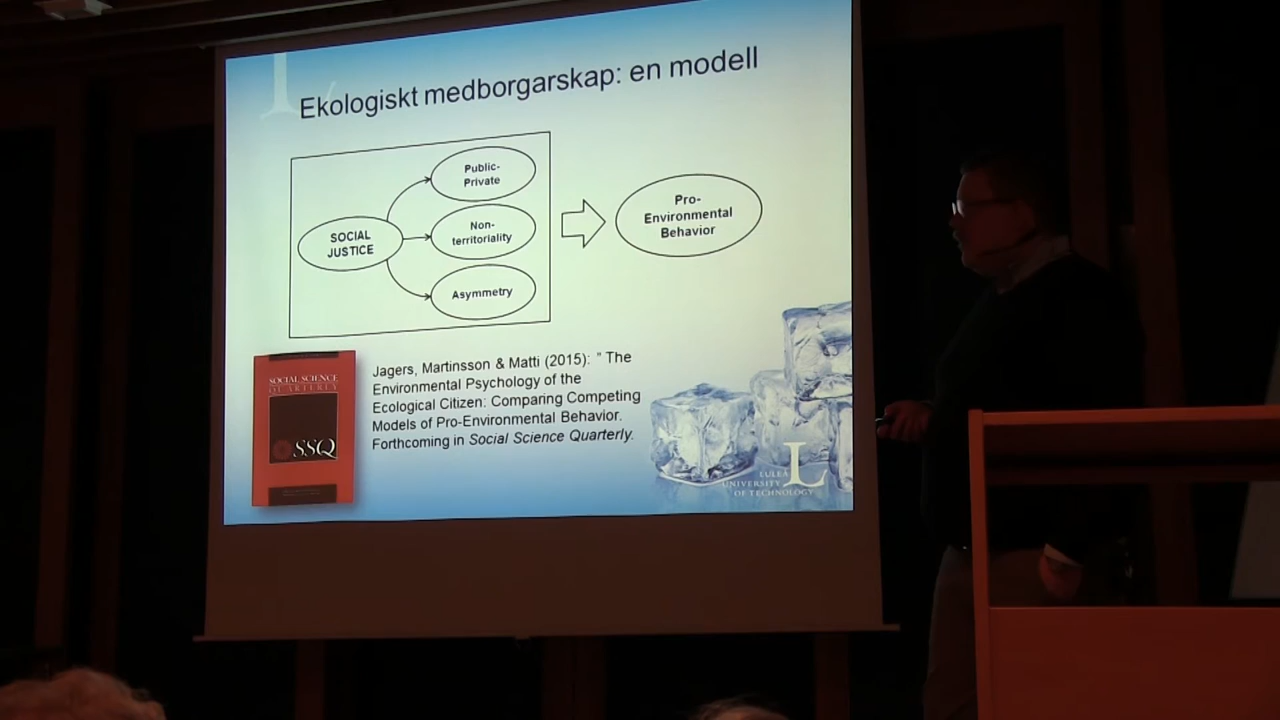 Ekologiskt medborgarskap: en modell
Public-
Private
SOCIAL
JUSTICE
Non-
territoriality
Asymmetry
Pro-
Environmental
Behavior
Jagers, Martinsson & Matti (2015): ” The
Environmental Psychology of the
Ecological Citizen: Comparing Competing
Models of Pro-Environmental Behavior.
Forthcoming in Social Science Quarterly.
SOCIAL SCIENCE
QUARTERLY
SSQ
L
LULEÅ
UNIVERSITY
OF TECHNOLOGY